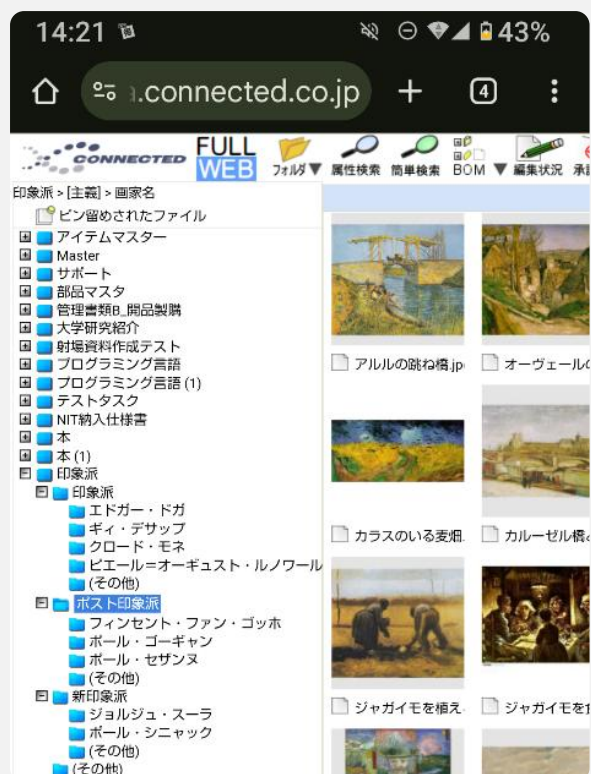 14:21
43%
.connected.co.jp
4
CONNECTED
FULL
WEB
フォルダ▼
属性検索
簡単検索
BOM ▼
編集状況
印象派 > [主義] > 画家名
ピン留めされたファイル
アイテムマスター
Master
サポート
部品マスタ
管理書類B_開品製購
大学研究紹介
射場資料作成テスト
プログラミング言語
プログラミング言語 (1)
テストタスク
NIT納入仕様書
本
本 (1)
印象派
印象派
エドガー・ドガ
ギィ・デサップ
クロード・モネ
ピエール=オーギュスト・ルノワール
(その他)
ポスト印象派
フィンセント・ファン・ゴッホ
ポール・ゴーギャン
ポール・セザンヌ
(その他)
新印象派
ジョルジュ・スーラ
ポール・シニャック
(その他)
(その他)
アルルの跳ね橋.jp
オーヴェールの
カラスのいる麦畑.
カルーゼル橋
ジャガイモを植え
ジャガイモを